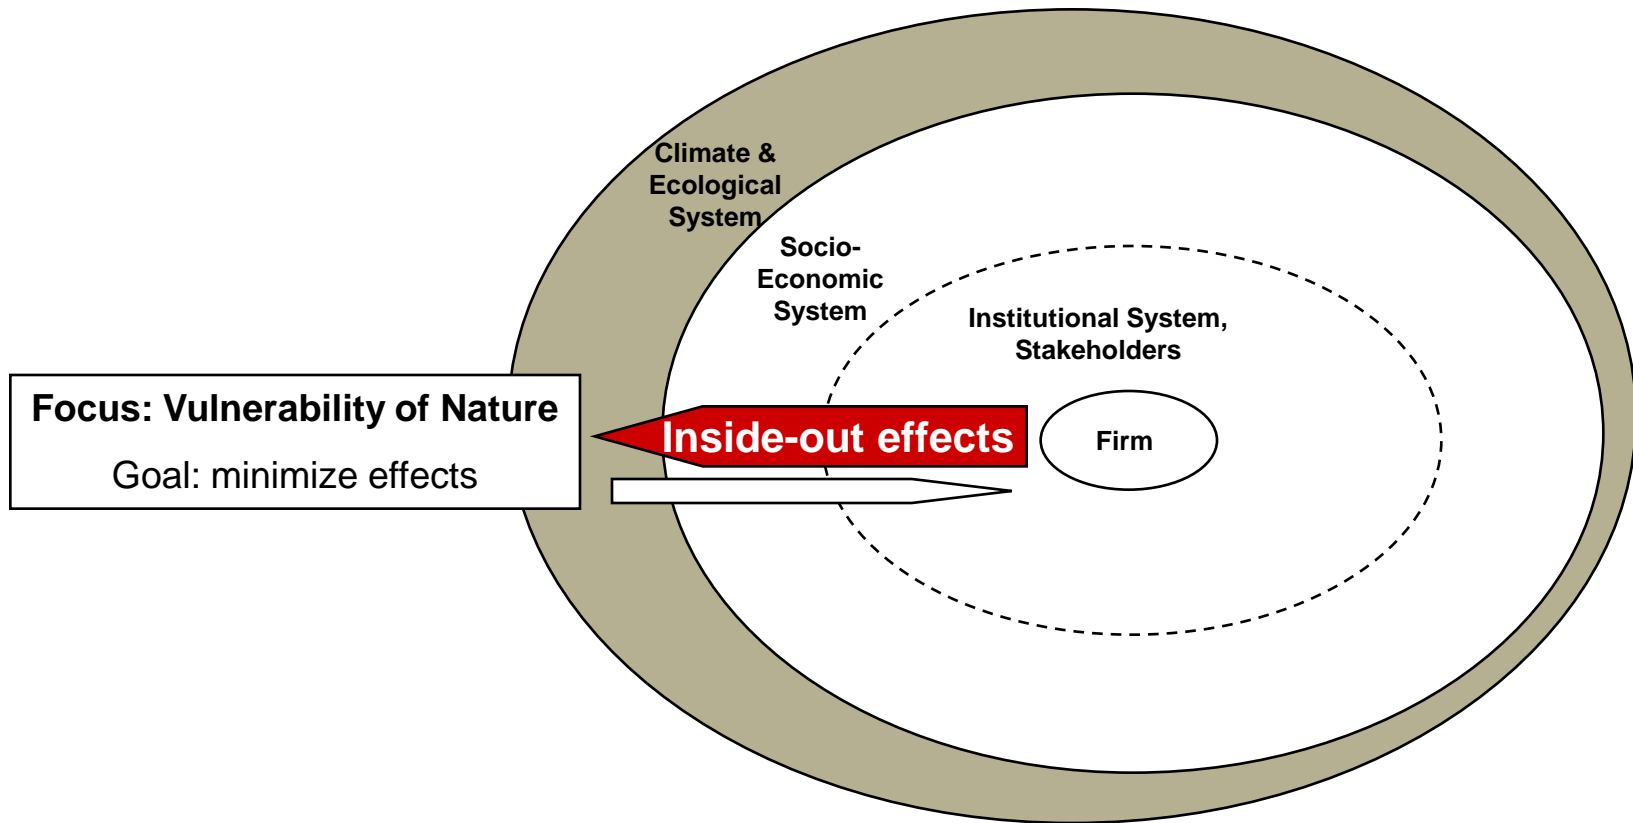 Climate &
Ecological
System
Socio-
Economic
System
Institutional System,
Stakeholders
Focus: Vulnerability of Nature
Goal: minimize effects
Inside-out effects
Firm